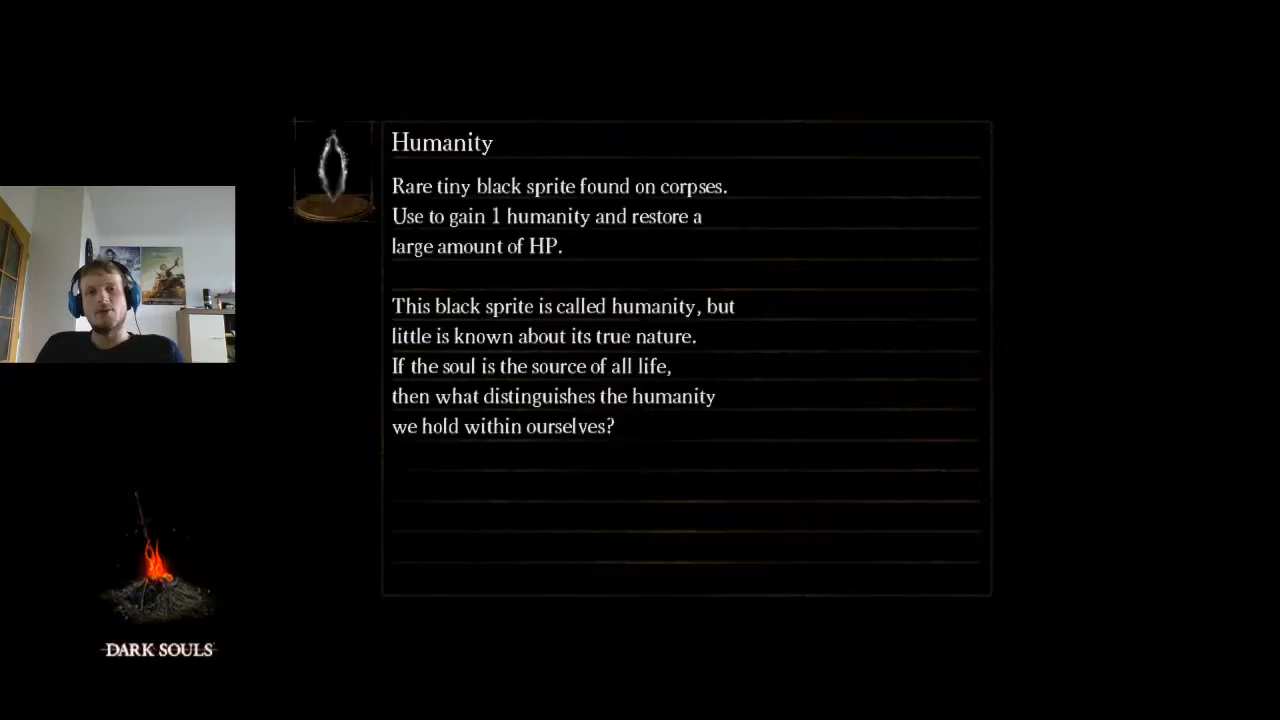 Humanity
Rare tiny black sprite found on corpses.
Use to gain 1 humanity and restore a
large amount of HP.
This black sprite is called humanity, but
little is known about its true nature.
If the soul is the source of all life,
then what distinguishes the humanity
we hold within ourselves?
DARK SOULS